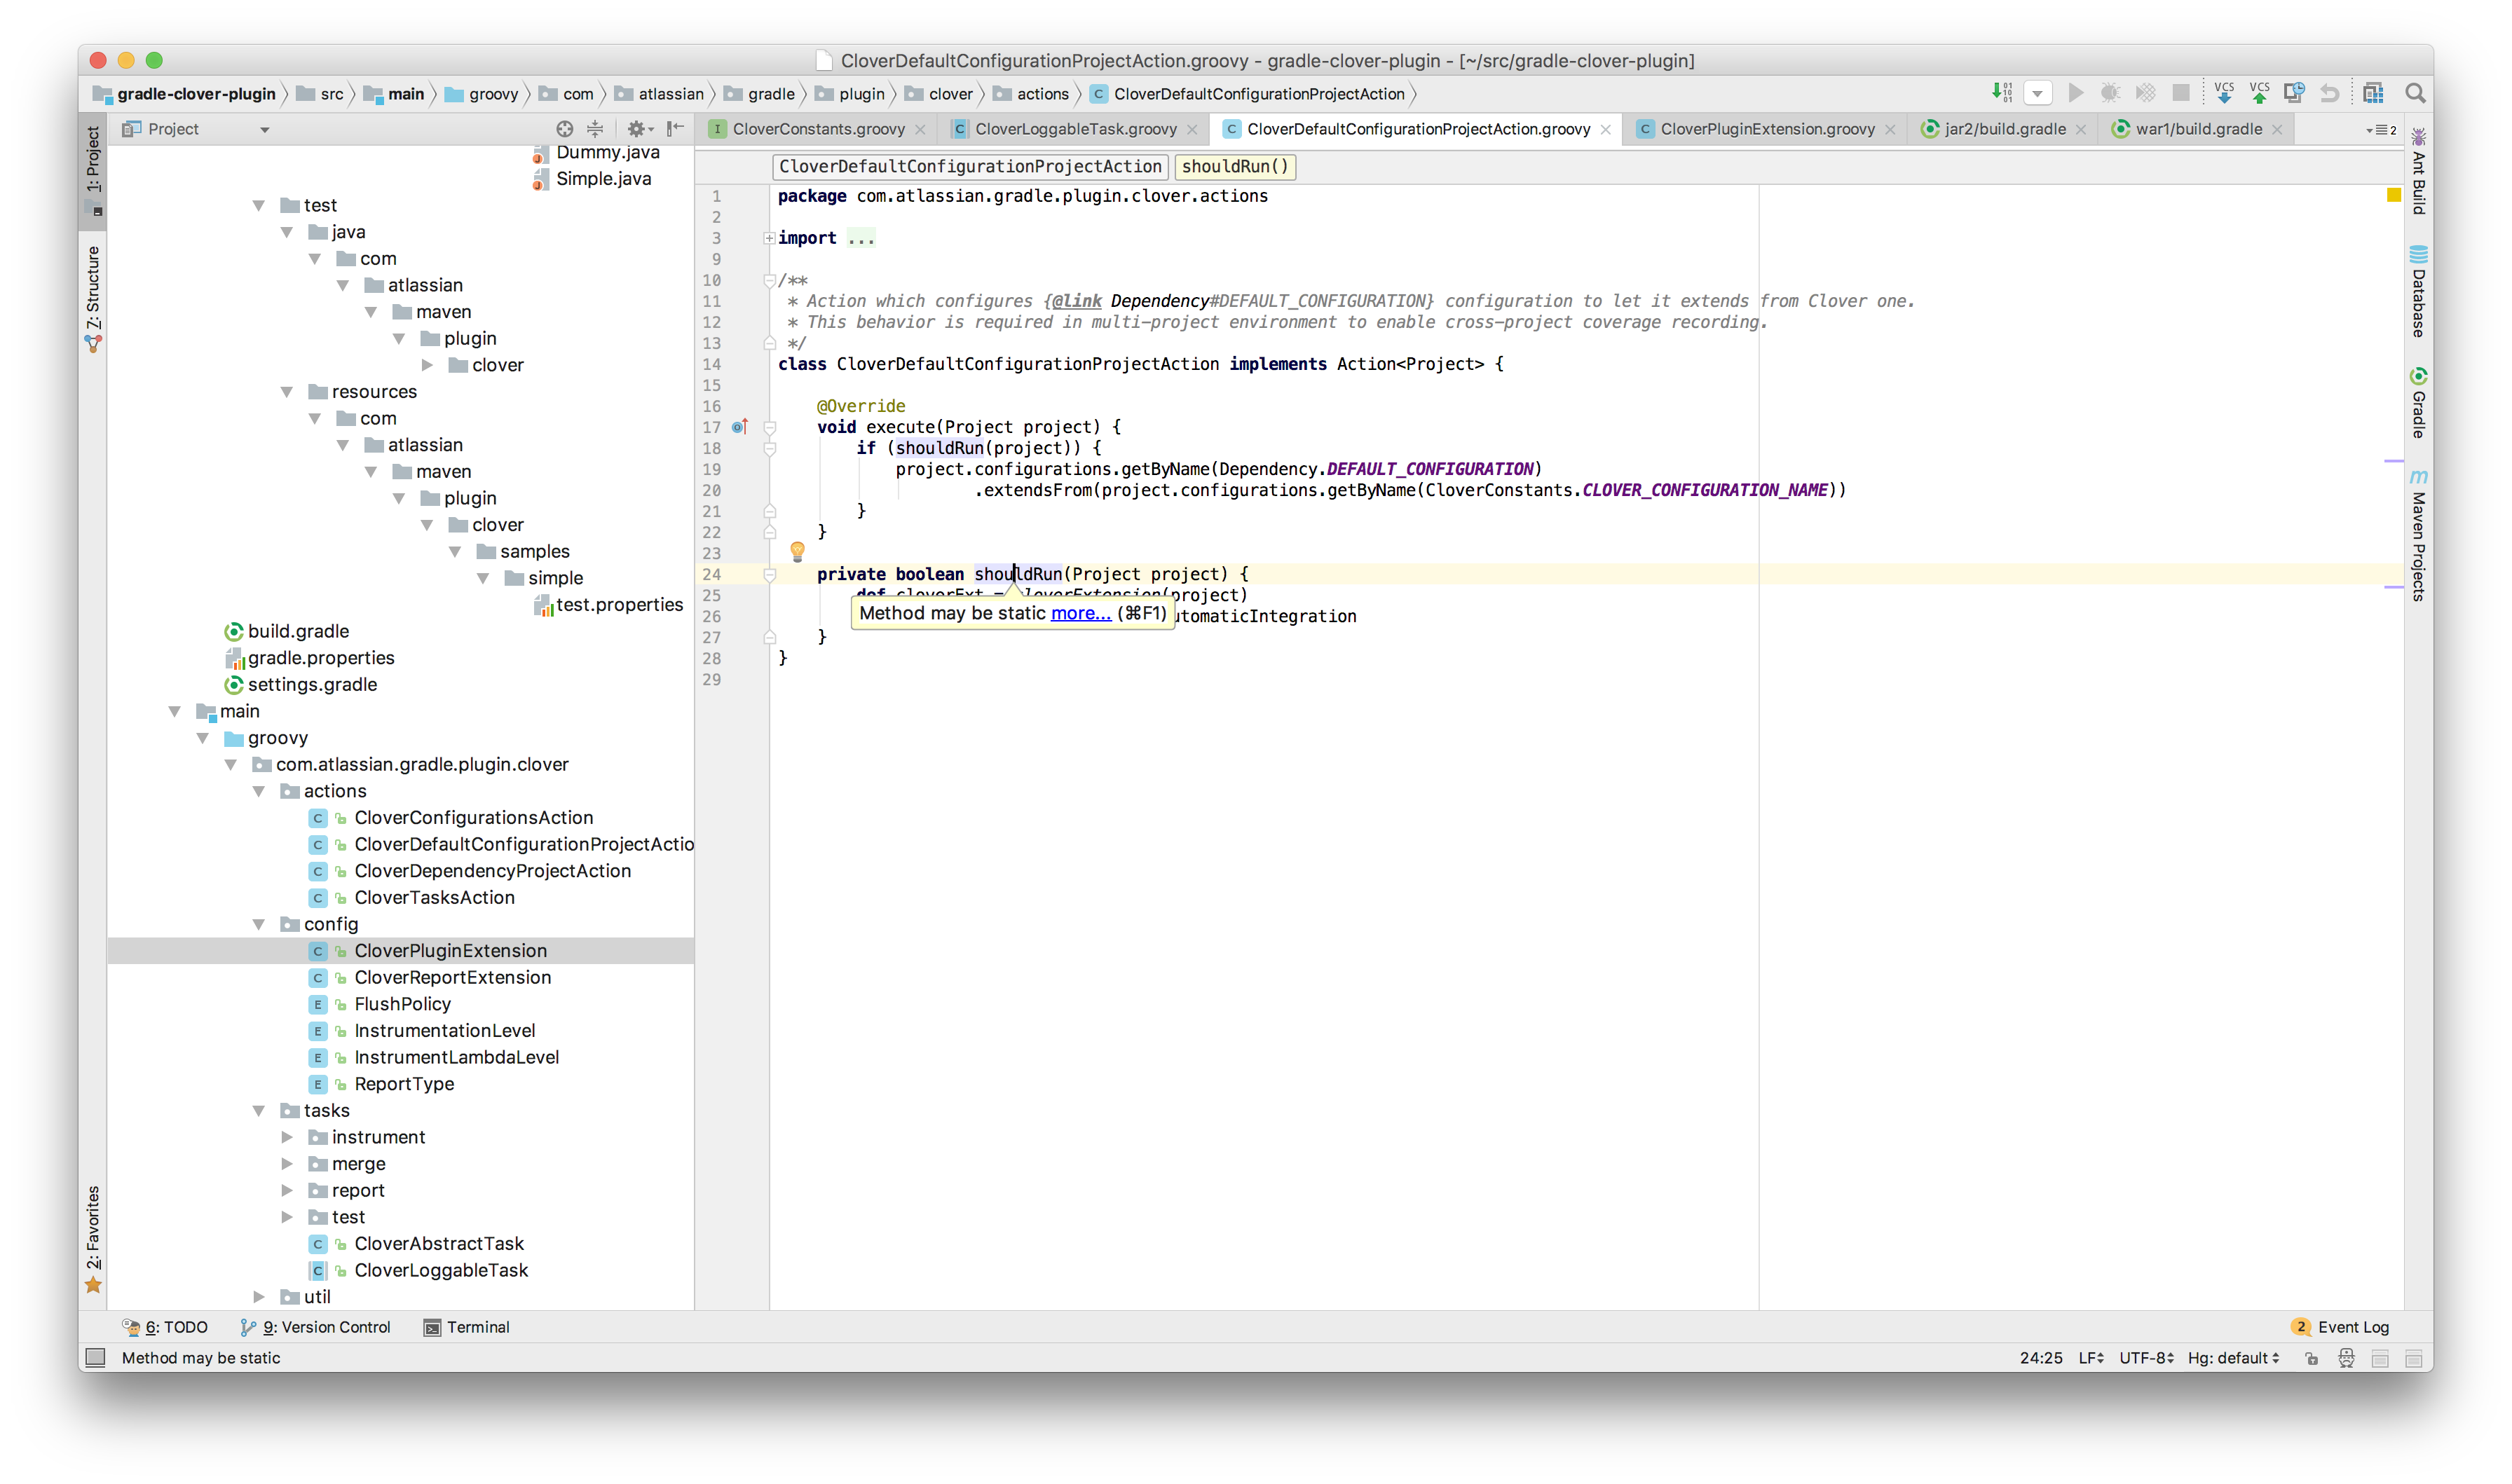 CloverDefaultConfigurationProjectAction.groovy - gradle-clover-plugin - [~/src/gradle-clover-plugin]
gradle-clover-plugin src main groovy com atlassian gradle plugin clover actions CloverDefaultConfigurationProjectAction
VCS VCS
1: Project
7: Structure
2: Favorites
Project
Dummy.java
Simple.java
test
java
com
atlassian
maven
plugin
clover
resources
com
atlassian
maven
plugin
clover
samples
simple
test.properties
build.gradle
gradle.properties
settings.gradle
main
groovy
com.atlassian.gradle.plugin.clover
actions
CloverConfigurationsAction
CloverDefaultConfigurationProjectActio
CloverDependencyProjectAction
CloverTasksAction
config
CloverPluginExtension
CloverReportExtension
FlushPolicy
InstrumentationLevel
InstrumentLambdaLevel
ReportType
tasks
instrument
merge
report
test
CloverAbstractTask
CloverLoggableTask
util
CloverConstants.groovy CloverLoggableTask.groovy CloverDefaultConfigurationProjectAction.groovy CloverPluginExtension.groovy jar2/build.gradle war1/build.gradle 2
CloverDefaultConfigurationProjectAction shouldRun()
1 package com.atlassian.gradle.plugin.clover.actions
2
3 import ...
9
10 /**
11 * Action which configures {@link Dependency#DEFAULT_CONFIGURATION} configuration to let it extends from Clover one.
12 * This behavior is required in multi-project environment to enable cross-project coverage recording.
13 */
14 class CloverDefaultConfigurationProjectAction implements Action<Project> {
15
16 @Override
17 void execute(Project project) {
18 if (shouldRun(project)) {
19 project.configurations.getByName(Dependency.DEFAULT_CONFIGURATION)
20 .extendsFrom(project.configurations.getByName(CloverConstants.CLOVER_CONFIGURATION_NAME))
21 }
22 }
23
24 private boolean shouldRun(Project project) {
25 def cloverExt = loverExtension(project)
26 utomaticIntegration
Method may be static more... (⌘F1)
27 }
28 }
29
Ant Build
Database
Gradle
Maven Projects
6: TODO 9: Version Control Terminal 2 Event Log
Method may be static 24:25 LF UTF-8 Hg: default